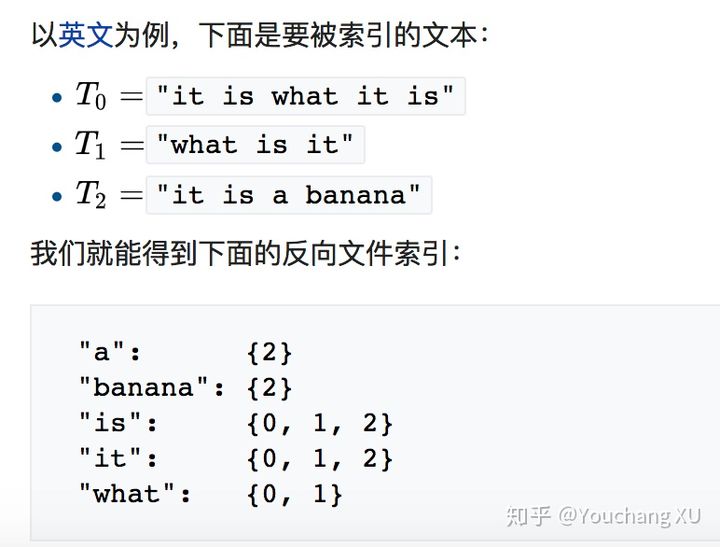 以英文为例，下面是要被索引的文本：
• T₀ = "it is what it is"
• T₁ = "what is it"
• T₂ = "it is a banana"
我们就能得到下面的反向文件索引：
"a": {2}
"banana": {2}
"is": {0, 1, 2}
"it": {0, 1, 2}
"what": {0, 1}
知乎 @Youchang XU